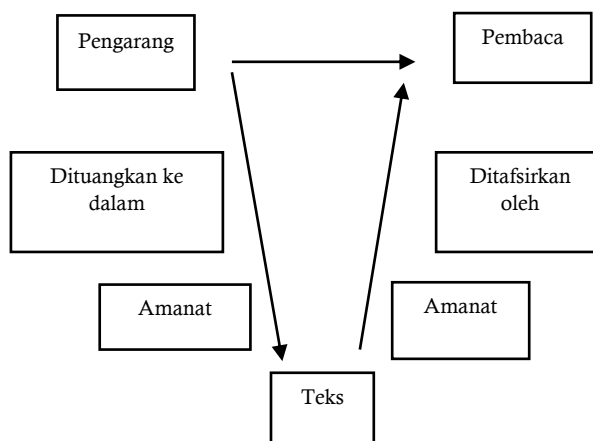 Pengarang
Pembaca
Dituangkan ke
dalam
Ditafsirkan
oleh
Amanat
Amanat
Teks